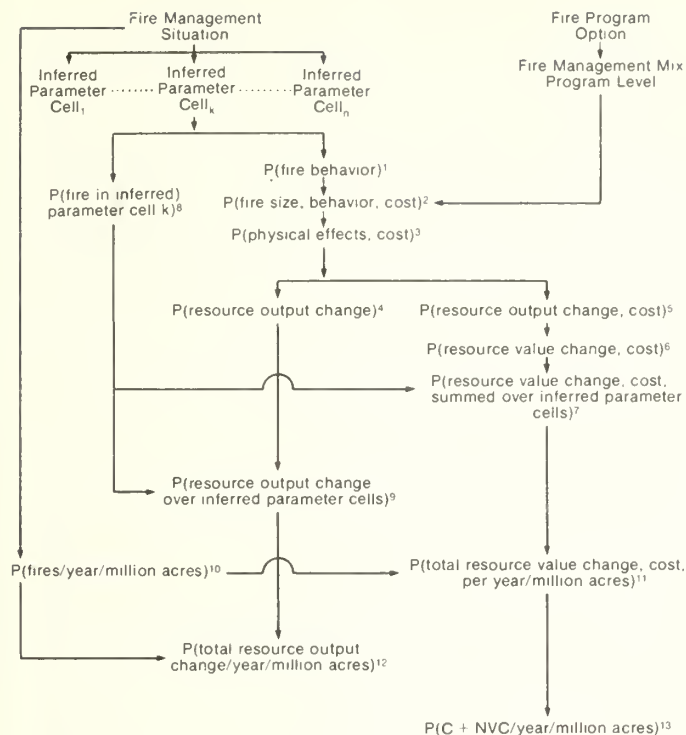 Fire Management
Situation
Fire Program
Option
Inferred
Parameter
Cell₁
Inferred
Parameter
Cellₖ
Inferred
Parameter
Cellₙ
Fire Management Mix
Program Level
P(fire behavior)¹
P(fire in inferred)
parameter cell k)⁸
P(fire size, behavior, cost)²
P(physical effects, cost)³
P(resource output change)⁴
P(resource output change, cost)⁵
P(resource value change, cost)⁶
P(resource value change, cost,
summed over inferred parameter
cells)⁷
P(resource output change
over inferred parameter cells)⁹
P(fires/year/million acres)¹⁰
P(total resource value change, cost,
per year/million acres)¹¹
P(total resource output
change/year/million acres)¹²
P(C + NVC/year/million acres)¹³